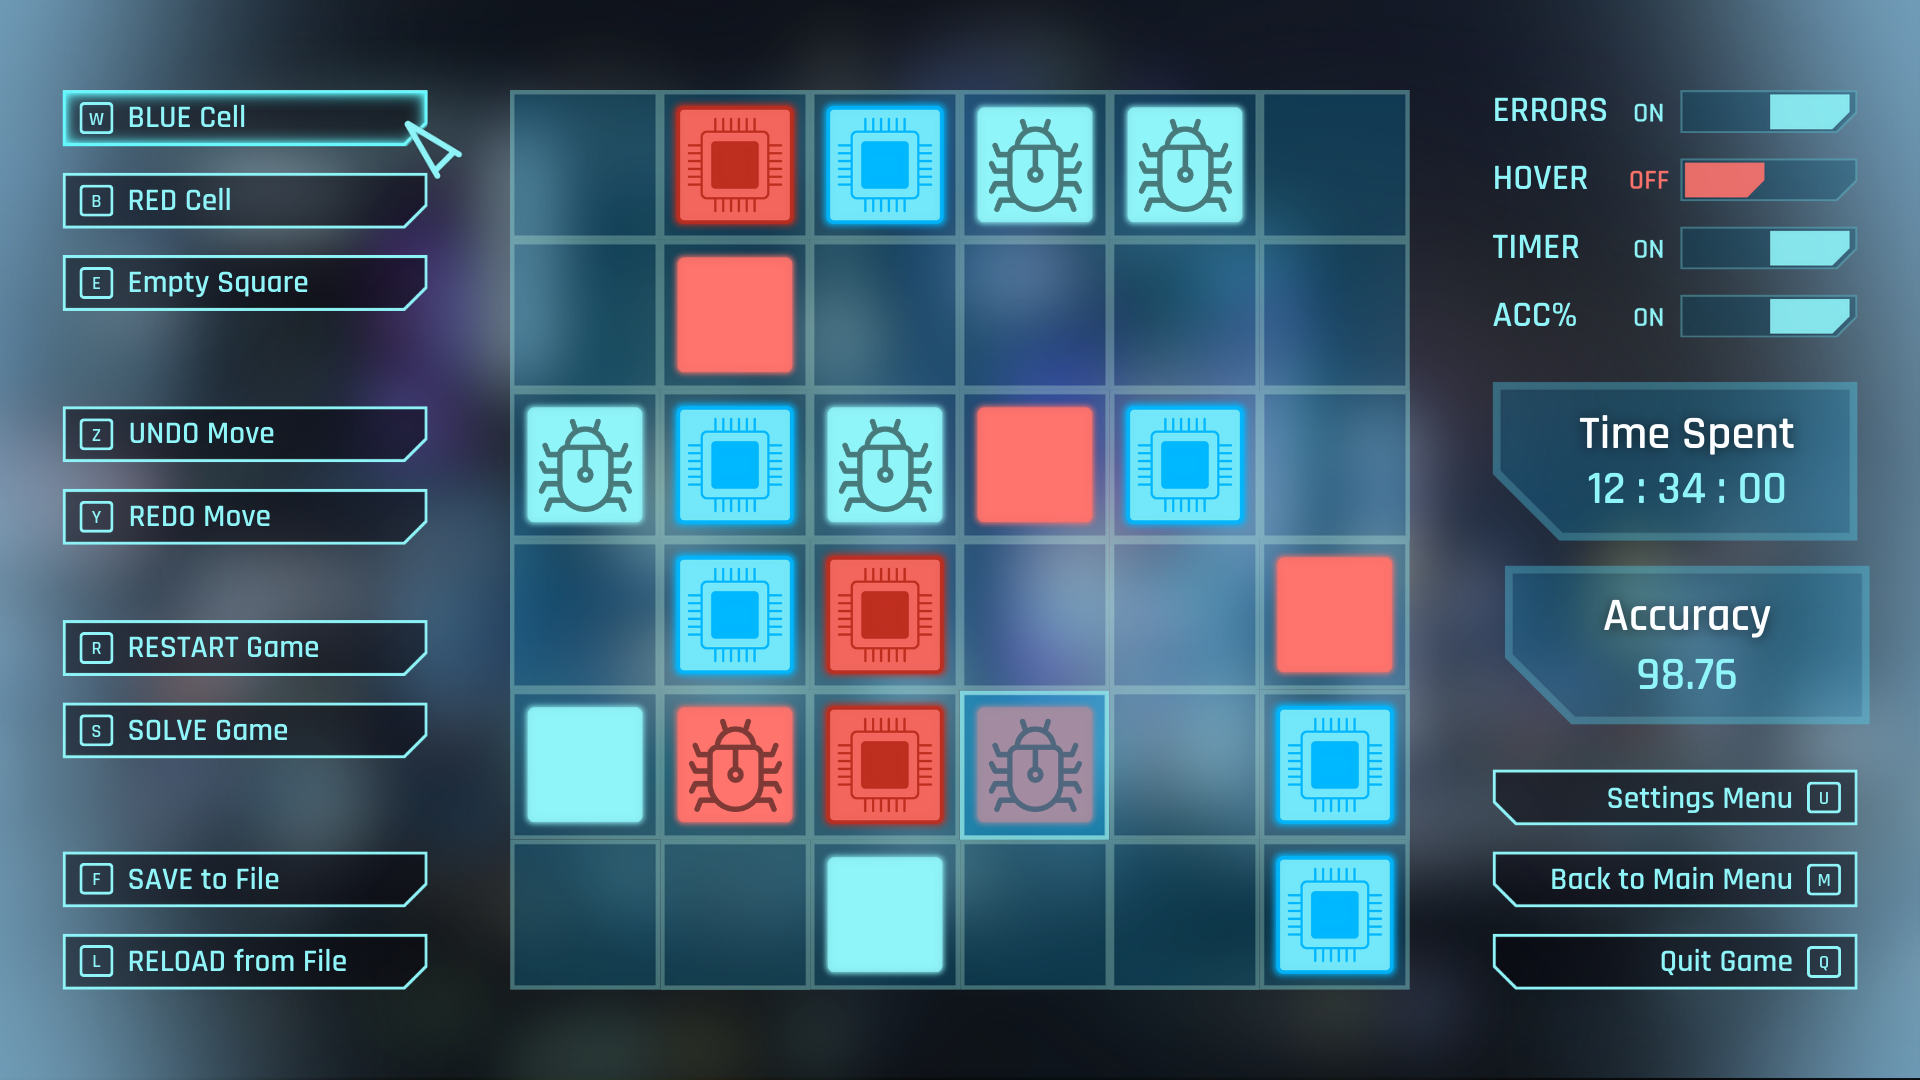 W BLUE Cell
B RED Cell
E Empty Square
Z UNDO Move
Y REDO Move
R RESTART Game
S SOLVE Game
F SAVE to File
L RELOAD from File
ERRORS ON
HOVER OFF
TIMER ON
ACC% ON
Time Spent
12 : 34 : 00
Accuracy
98.76
Settings Menu U
Back to Main Menu M
Quit Game Q